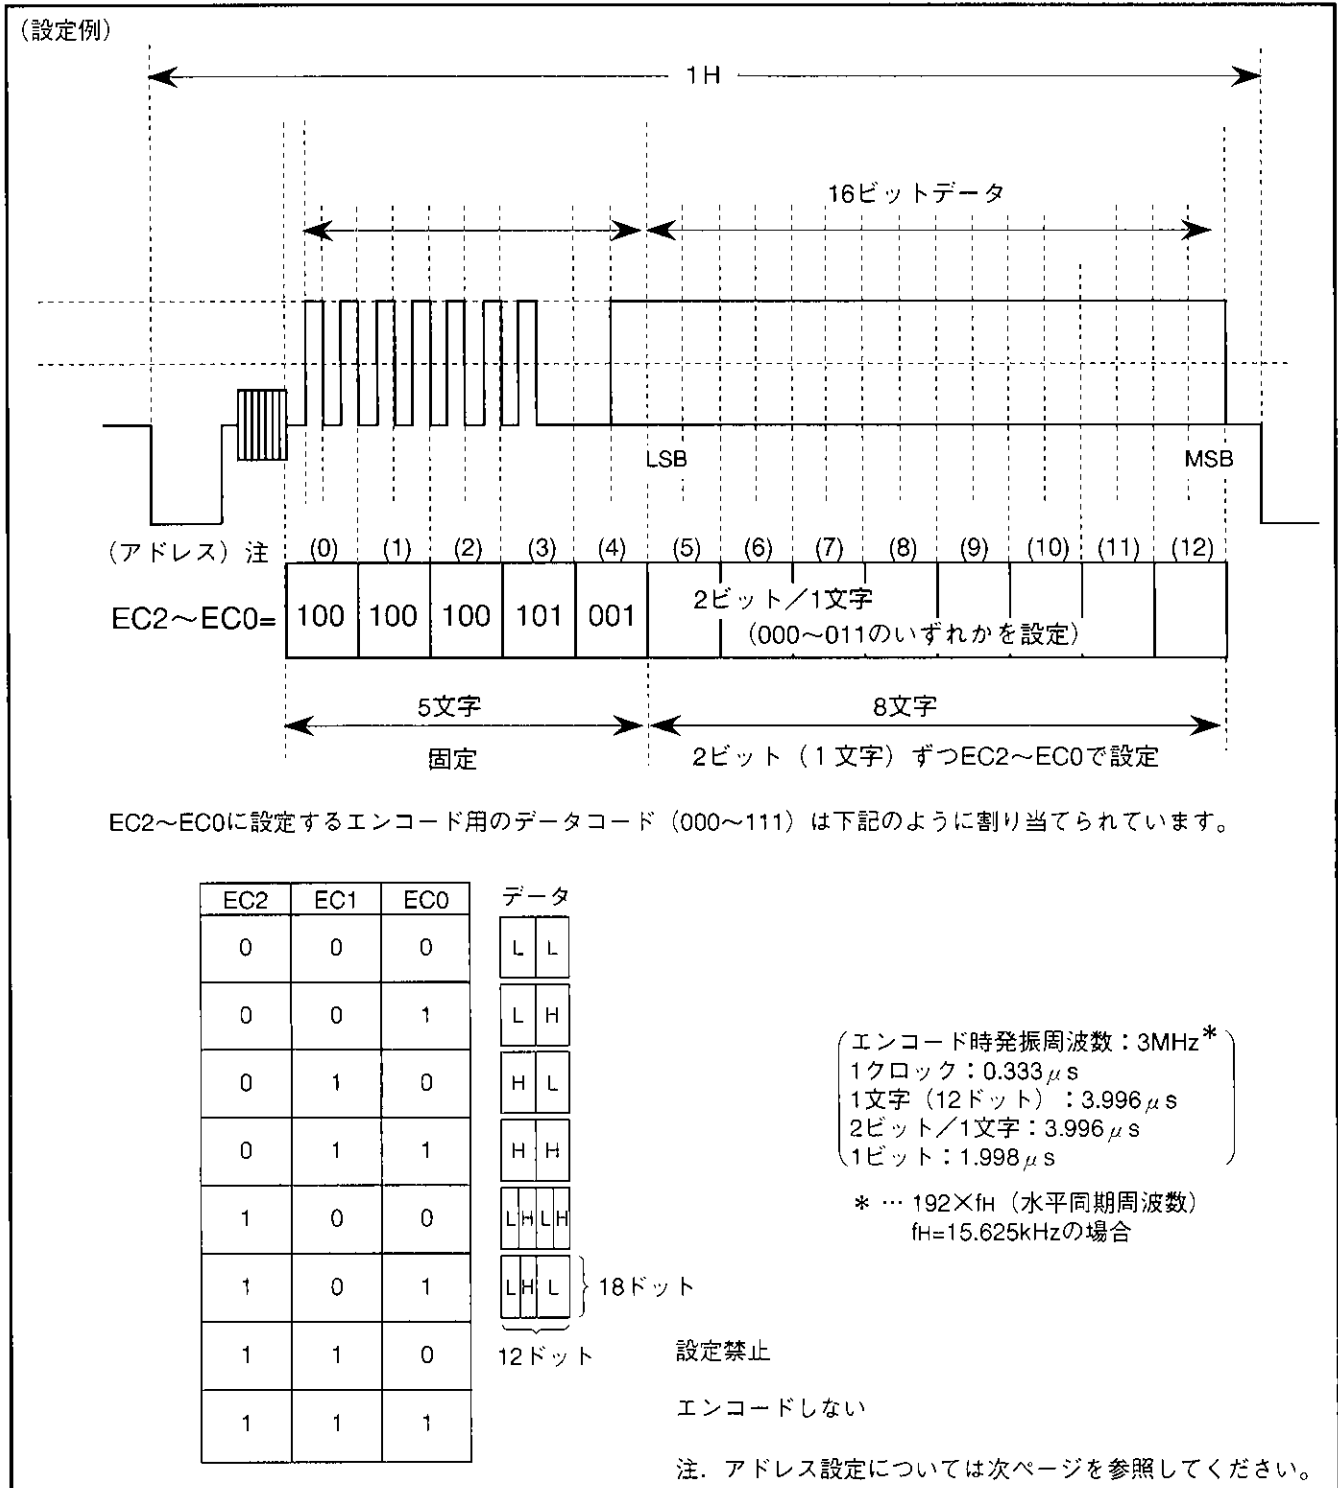 （設定例）
1H
16ビットデータ
LSB MSB
（アドレス）注 (0) (1) (2) (3) (4) (5) (6) (7) (8) (9) (10) (11) (12)
EC2～EC0= 100 100 100 101 001 2ビット／1文字
（000～011のいずれかを設定）
5文字 8文字
固定 2ビット（1文字）ずつEC2～EC0で設定
EC2～EC0に設定するエンコード用のデータコード（000～111）は下記のように割り当てられています。
EC2 EC1 EC0 データ
0 0 0 L L
0 0 1 L H
0 1 0 H L
0 1 1 H H
1 0 0 L H L H
1 0 1 L H L 18ドット
1 1 0 12ドット 設定禁止
1 1 1 エンコードしない
エンコード時発振周波数：3MHz*
1クロック：0.333μs
1文字（12ドット）：3.996μs
2ビット／1文字：3.996μs
1ビット：1.998μs
* … 192×fH（水平同期周波数）
fH=15.625kHzの場合
注．アドレス設定については次ページを参照してください。